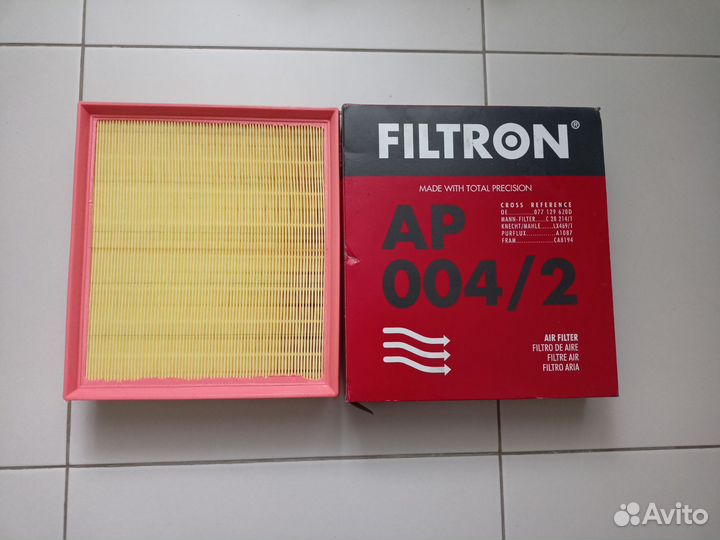 FILTRON®
MADE WITH TOTAL PRECISION
AP
004/2
CROSS REFERENCE
OE..........077 129 620D
MANN-FILTER....C 28 214/1
KNECHT/MAHLE.....LX469/1
PURFLUX............A1087
FRAM..............CA8194
AIR FILTER
FILTRO DE AIRE
FILTRE AIR
FILTRO ARIA
Avito